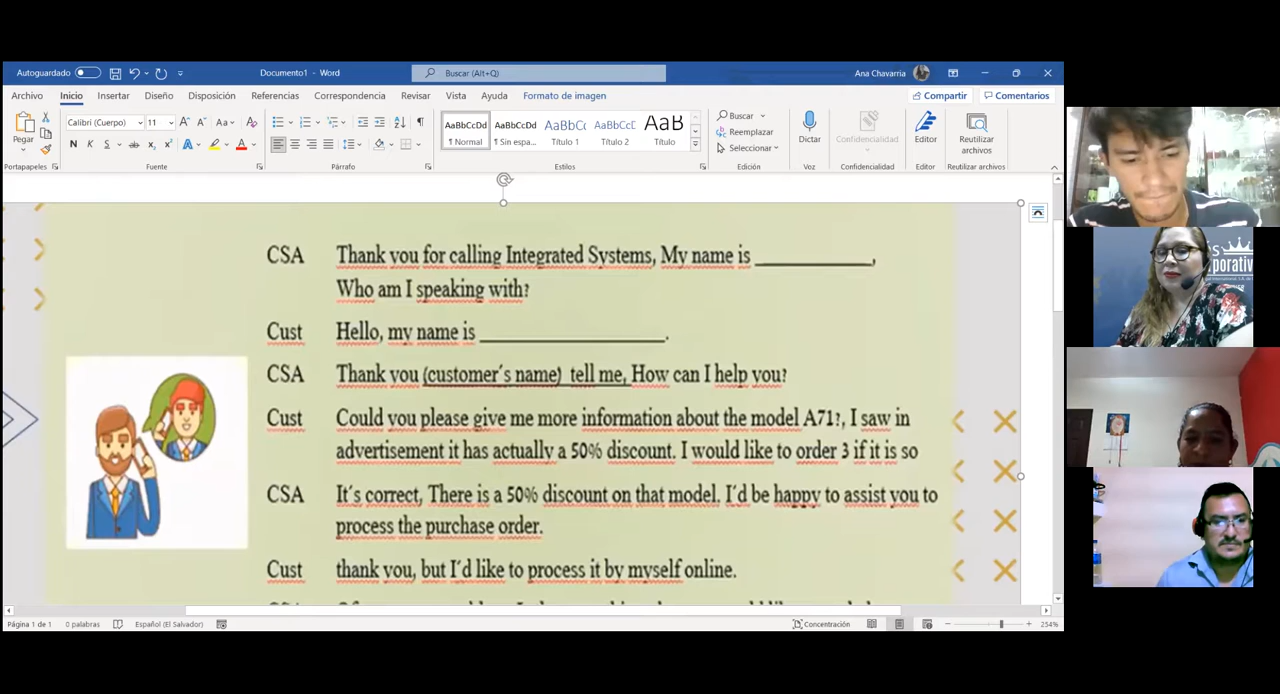 Autoguardado
Documento1 - Word
Buscar (Alt+Q)
Ana Chavarria
Archivo Inicio Insertar Diseño Disposición Referencias Correspondencia Revisar Vista Ayuda Formato de imagen
Compartir Comentarios
Pegar
Calibri (Cuerpo) 11
N K S
AaBbCcDd AaBbCcDd AaBbCc AaBbCcD AaB
¶ Normal ¶ Sin espa... Título 1 Título 2 Título
Buscar
Reemplazar
Seleccionar
Dictar
Confidencialidad
Editor
Reutilizar
archivos
Portapapeles Fuente Párrafo Estilos Edición Voz Confidencialidad Editor Reutilizar archivos
CSA Thank you for calling Integrated Systems, My name is ____________,
Who am I speaking with?
Cust Hello, my name is ___________________.
CSA Thank you (customer´s name) tell me, How can I help you?
Cust Could you please give me more information about the model A71?, I saw in
advertisement it has actually a 50% discount. I would like to order 3 if it is so
CSA It´s correct, There is a 50% discount on that model. I´d be happy to assist you to
process the purchase order.
Cust thank you, but I´d like to process it by myself online.
Página 1 de 1 0 palabras Español (El Salvador)
Concentración 254%